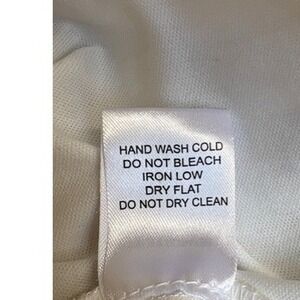 HAND WASH COLD
DO NOT BLEACH
IRON LOW
DRY FLAT
DO NOT DRY CLEAN